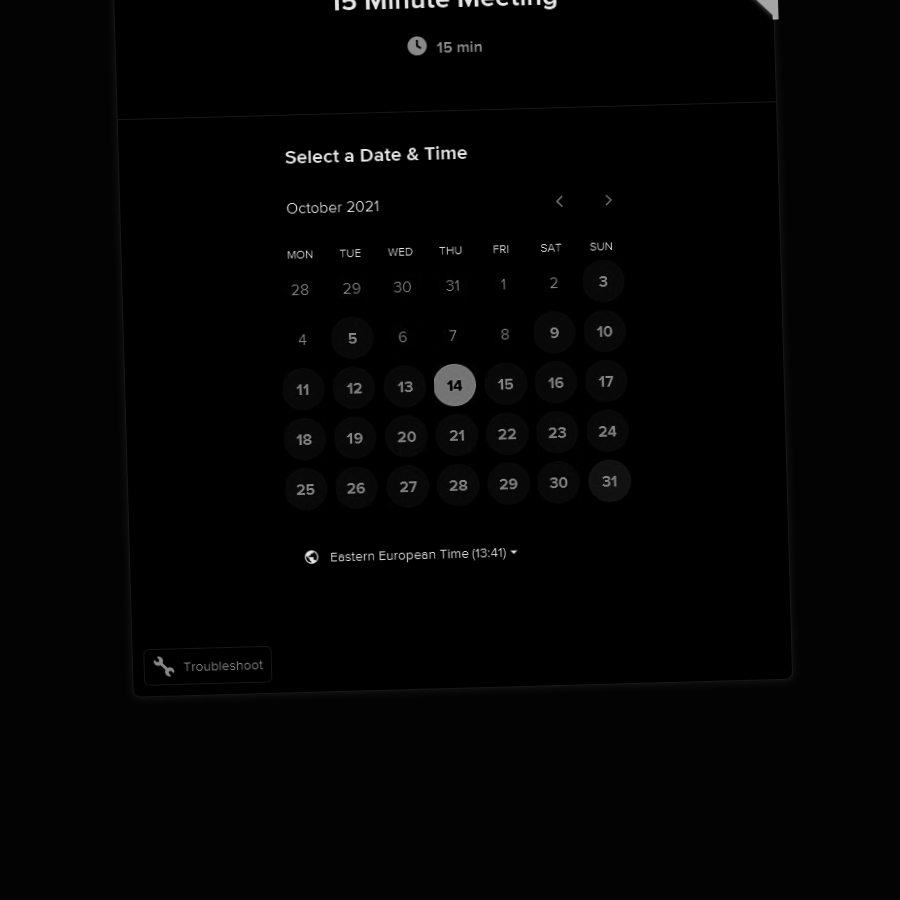 15 Minute Meeting
15 min
Select a Date & Time
October 2021
MON TUE WED THU FRI SAT SUN
28 29 30 31 1 2 3
4 5 6 7 8 9 10
11 12 13 14 15 16 17
18 19 20 21 22 23 24
25 26 27 28 29 30 31
Eastern European Time (13:41)
Troubleshoot